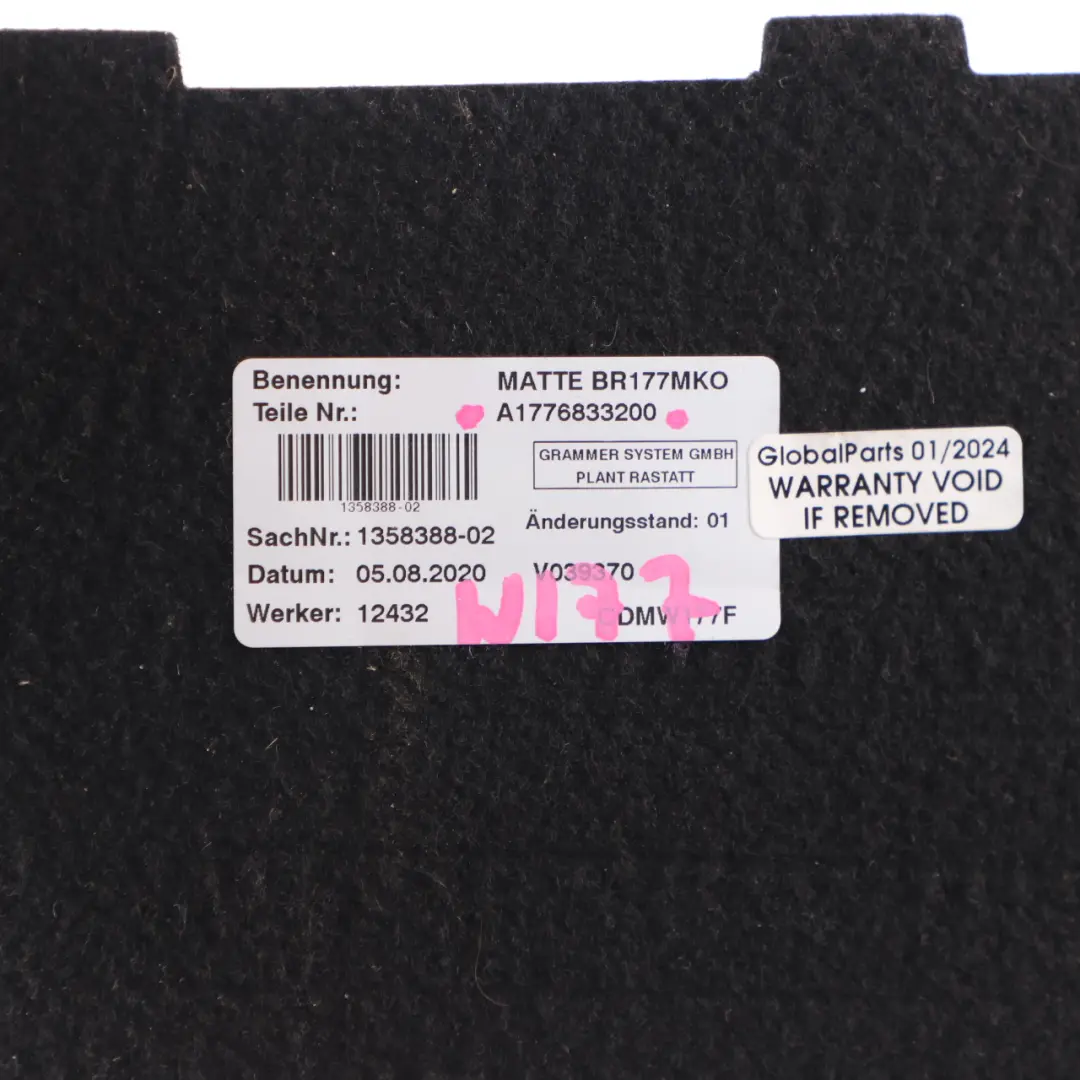 Benennung: MATTE BR177MKO
Teile Nr.: A1776833200
1358388-02
GRAMMER SYSTEM GMBH
PLANT RASTATT
Änderungsstand: 01
SachNr.: 1358388-02
Datum: 05.08.2020 V039370
Werker: 12432
W177
GlobalParts 01/2024
WARRANTY VOID
IF REMOVED